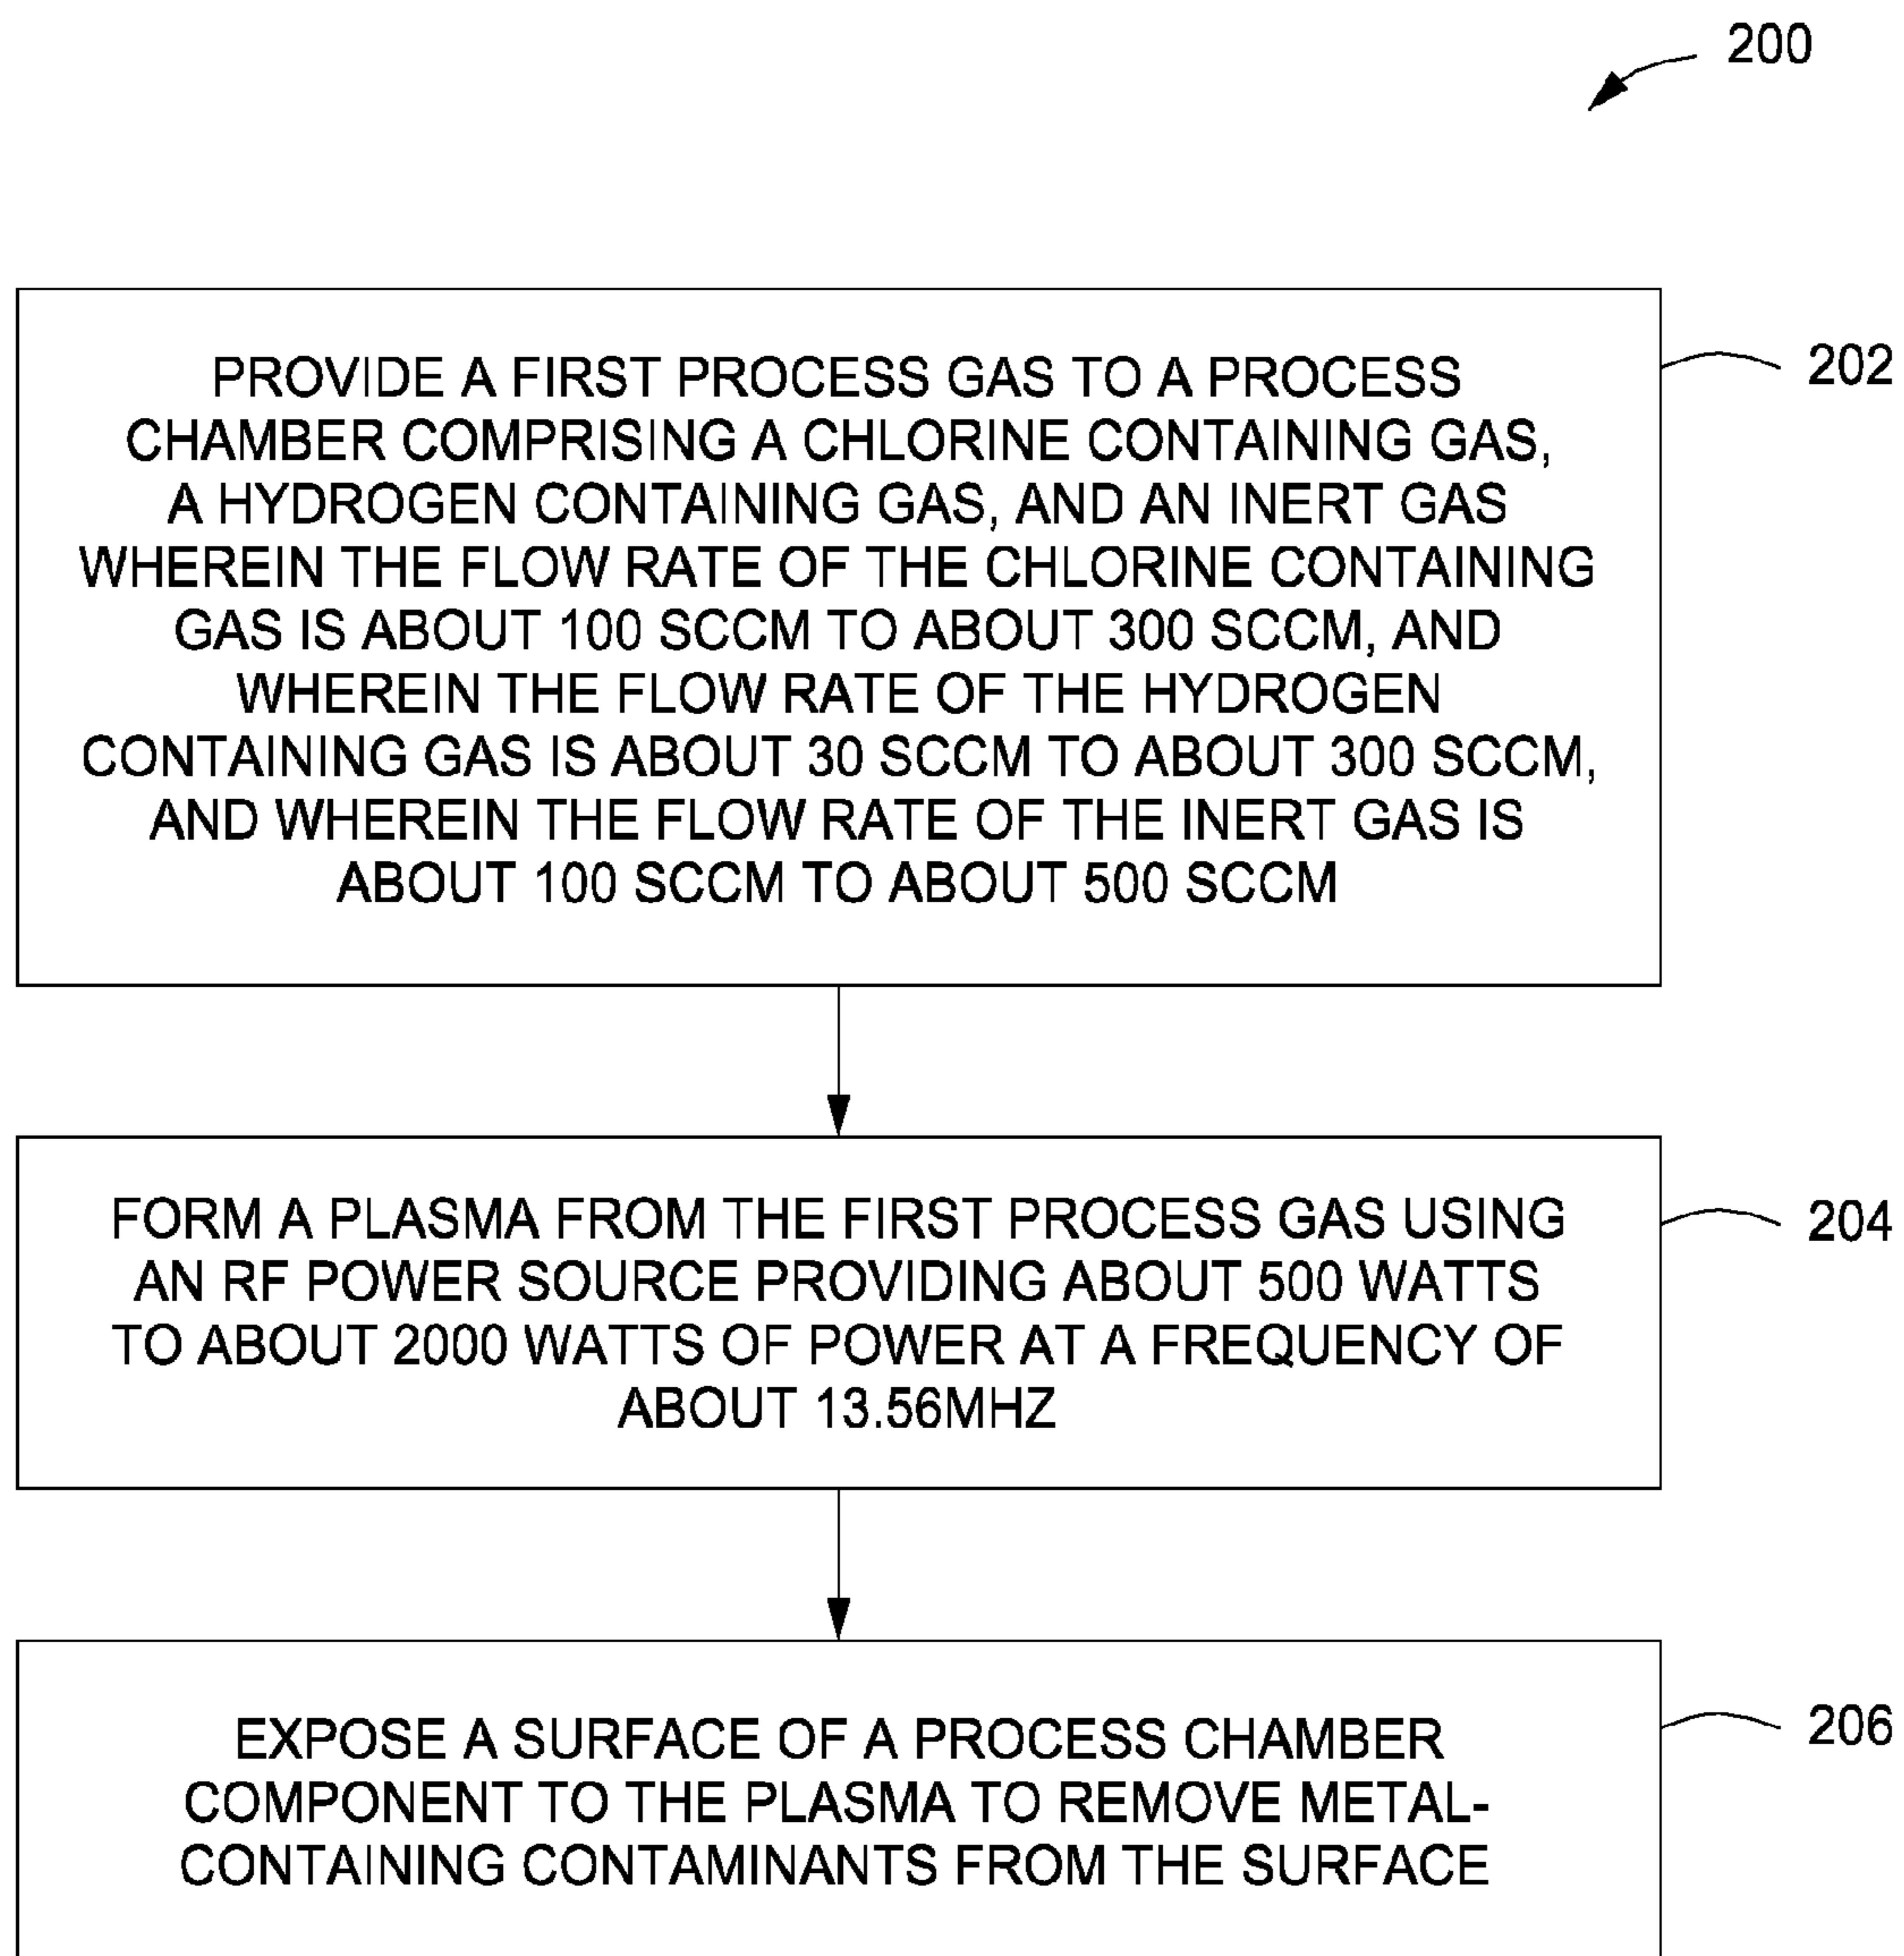 200
PROVIDE A FIRST PROCESS GAS TO A PROCESS
CHAMBER COMPRISING A CHLORINE CONTAINING GAS,
A HYDROGEN CONTAINING GAS, AND AN INERT GAS
WHEREIN THE FLOW RATE OF THE CHLORINE CONTAINING
GAS IS ABOUT 100 SCCM TO ABOUT 300 SCCM, AND
WHEREIN THE FLOW RATE OF THE HYDROGEN
CONTAINING GAS IS ABOUT 30 SCCM TO ABOUT 300 SCCM,
AND WHEREIN THE FLOW RATE OF THE INERT GAS IS
ABOUT 100 SCCM TO ABOUT 500 SCCM
202
FORM A PLASMA FROM THE FIRST PROCESS GAS USING
AN RF POWER SOURCE PROVIDING ABOUT 500 WATTS
TO ABOUT 2000 WATTS OF POWER AT A FREQUENCY OF
ABOUT 13.56MHZ
204
EXPOSE A SURFACE OF A PROCESS CHAMBER
COMPONENT TO THE PLASMA TO REMOVE METAL-
CONTAINING CONTAMINANTS FROM THE SURFACE
206